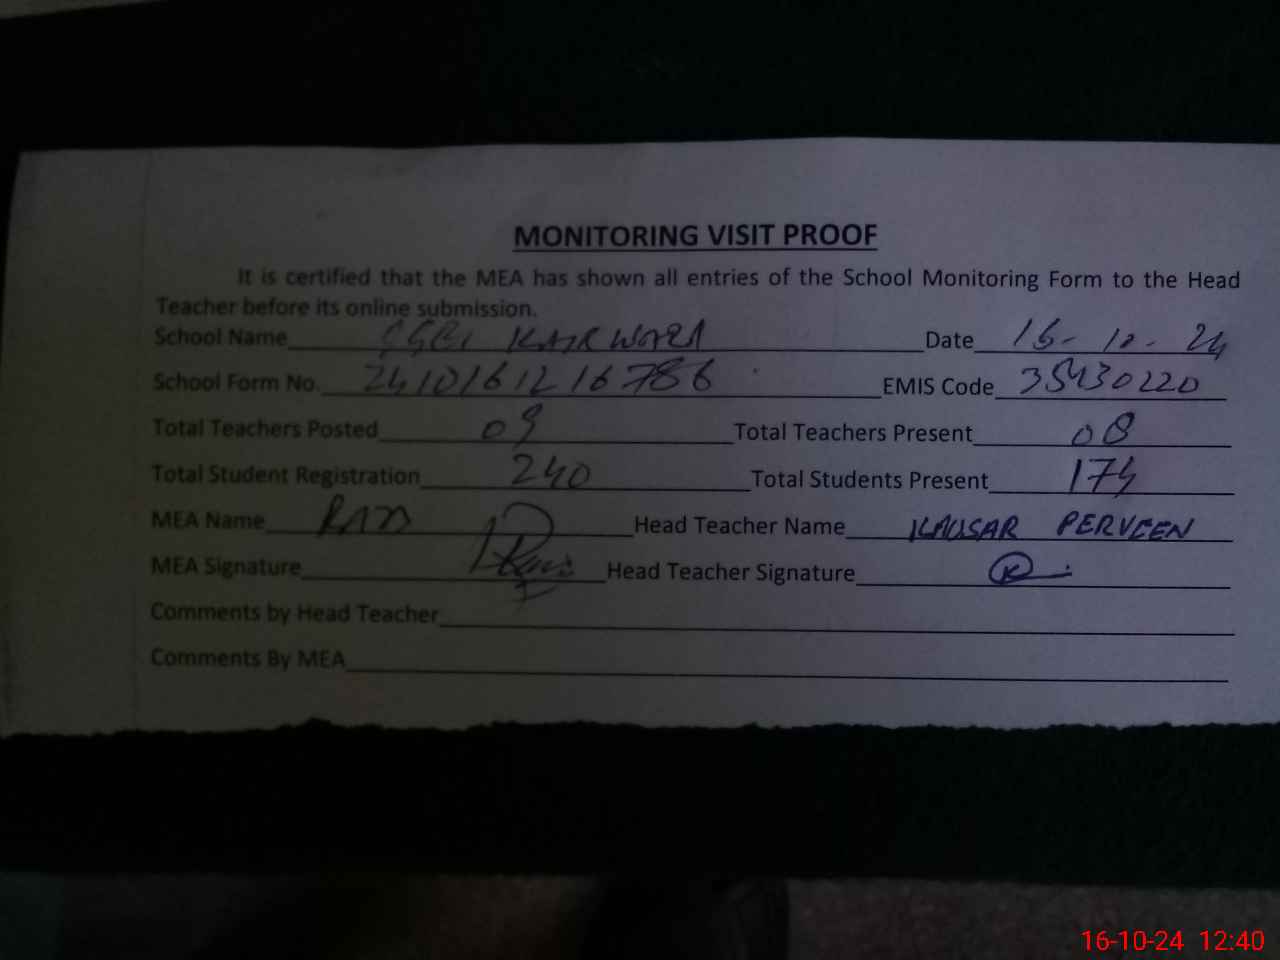 MONITORING VISIT PROOF
It is certified that the MEA has shown all entries of the School Monitoring Form to the Head
Teacher before its online submission.
School Name KAIRWALA Date 16-10-24
School Form No. 2410161216786 EMIS Code 35430220
Total Teachers Posted 09 Total Teachers Present 08
Total Student Registration 240 Total Students Present 174
MEA Name Head Teacher Name KAUSAR PERVEEN
MEA Signature Head Teacher Signature
Comments by Head Teacher
Comments By MEA
16-10-24 12:40